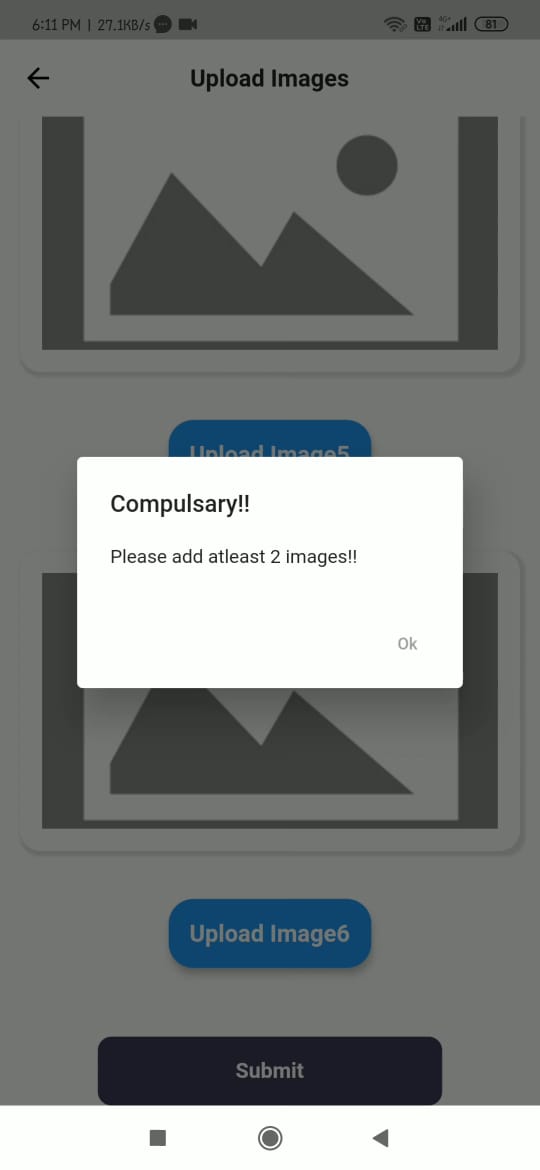 6:11 PM | 27.1KB/s
Vo LTE 4G+ 81
Upload Images
Upload Image5
Compulsary!!
Please add atleast 2 images!!
Ok
Upload Image6
Submit